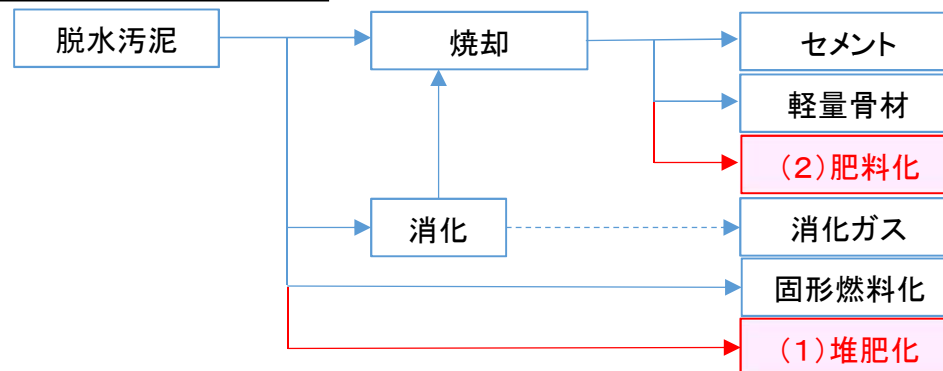 脱水汚泥
焼却
セメント
軽量骨材
(2)肥料化
消化
消化ガス
固形燃料化
(1)堆肥化